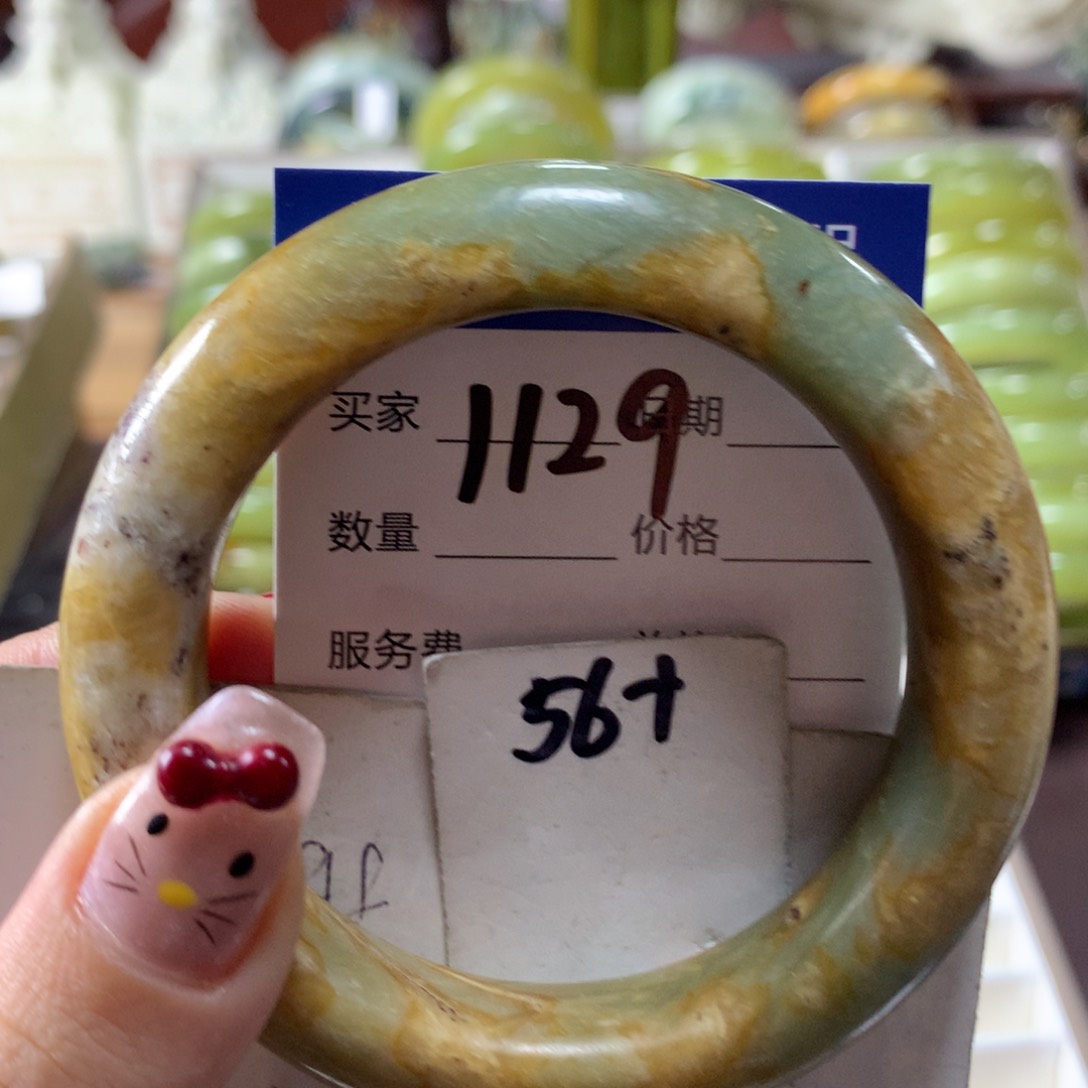 买家 1129 日期
数量 价格
服务费
56+